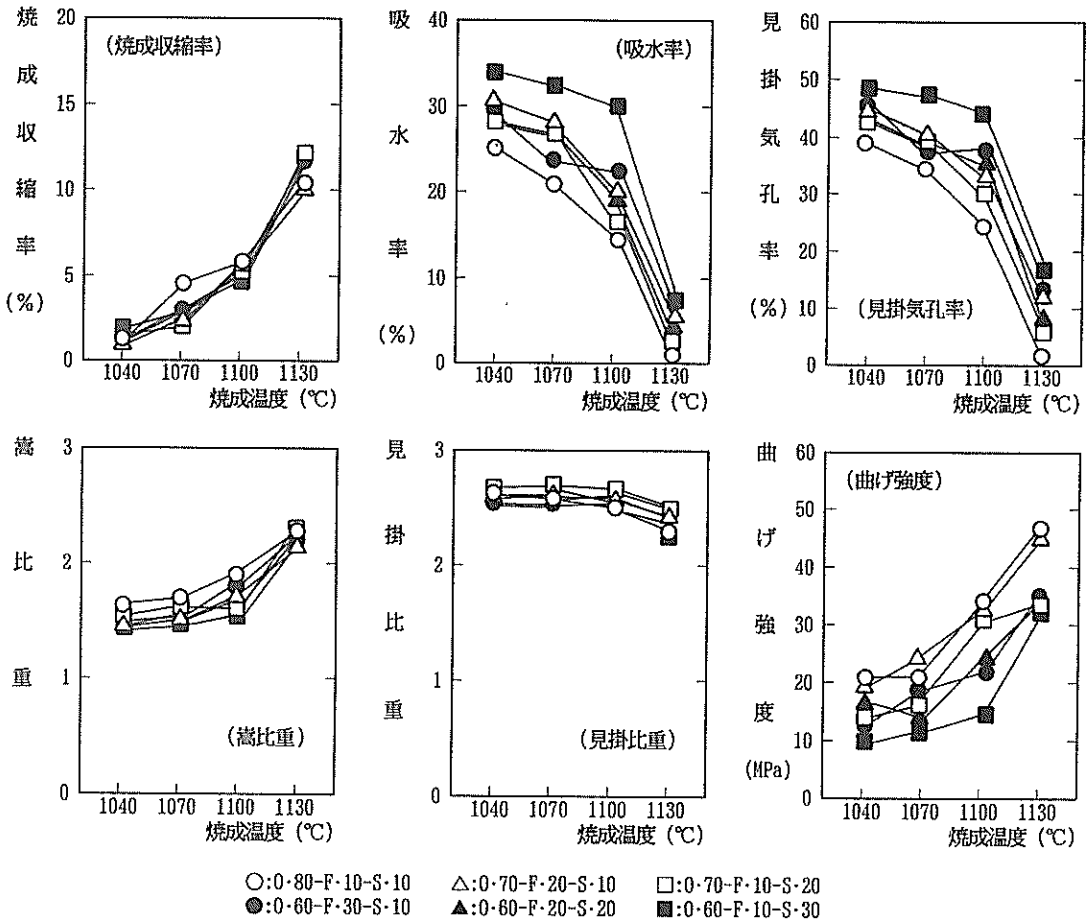 焼成収縮率(%)
20
15
10
5
0
(焼成収縮率)
1040 1070 1100 1130
焼成温度 (℃)
吸水率(%)
40
30
20
10
0
(吸水率)
1040 1070 1100 1130
焼成温度 (℃)
見掛気孔率(%)
60
50
40
30
20
10
0
(見掛気孔率)
1040 1070 1100 1130
焼成温度 (℃)
嵩比重
3
2
1
0
(嵩比重)
1040 1070 1100 1130
焼成温度 (℃)
見掛比重
3
2
1
0
(見掛比重)
1040 1070 1100 1130
焼成温度 (℃)
曲げ強度(MPa)
60
50
40
30
20
10
0
(曲げ強度)
1040 1070 1100 1130
焼成温度 (℃)
○:O·80-F·10-S·10 △:O·70-F·20-S·10 □:O·70-F·10-S·20
●:O·60-F·30-S·10 ▲:O·60-F·20-S·20 ■:O·60-F·10-S·30